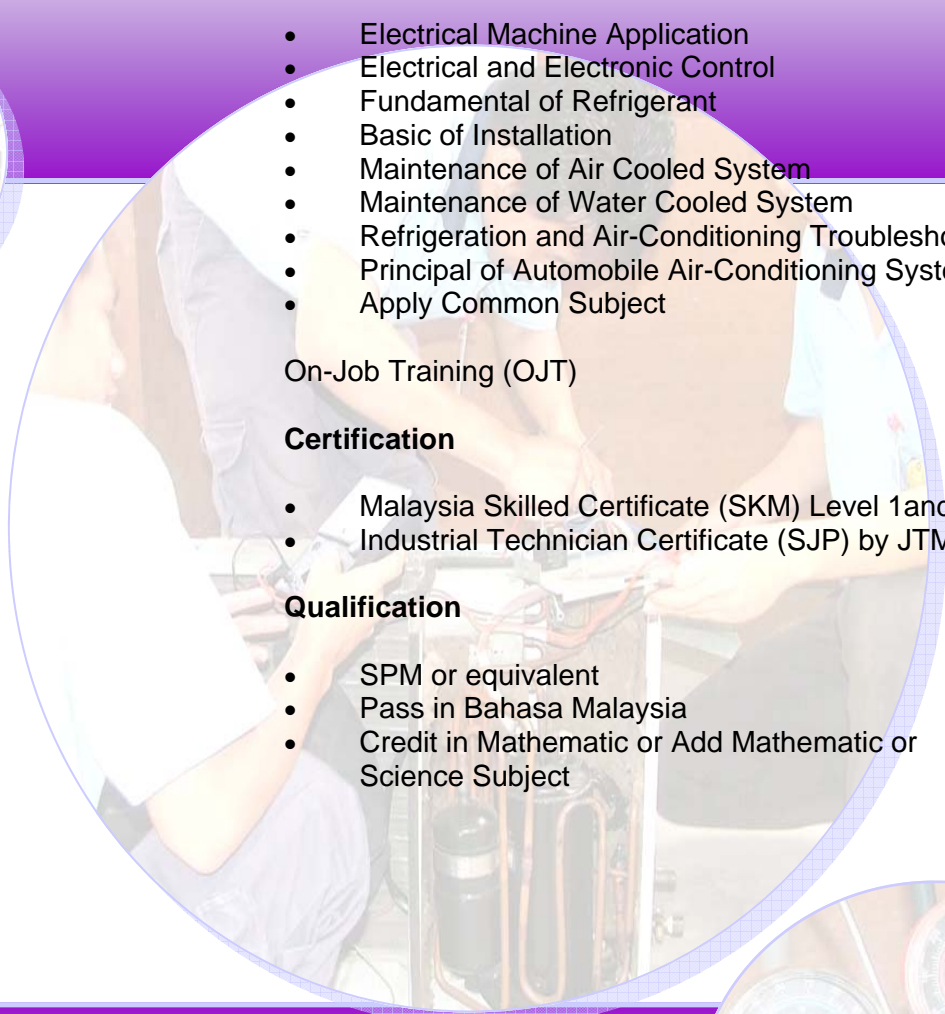 • Electrical Machine Application
• Electrical and Electronic Control
• Fundamental of Refrigerant
• Basic of Installation
• Maintenance of Air Cooled System
• Maintenance of Water Cooled System
• Refrigeration and Air-Conditioning
• Principal of Automobile Air-Conditioning
• Apply Common Subject
On-Job Training (OJT)
Certification
• Malaysia Skilled Certificate (SKM) Level 1and
• Industrial Technician Certificate (SJP) by
Qualification
• SPM or equivalent
• Pass in Bahasa Malaysia
• Credit in Mathematic or Add Mathematic or
Science Subject